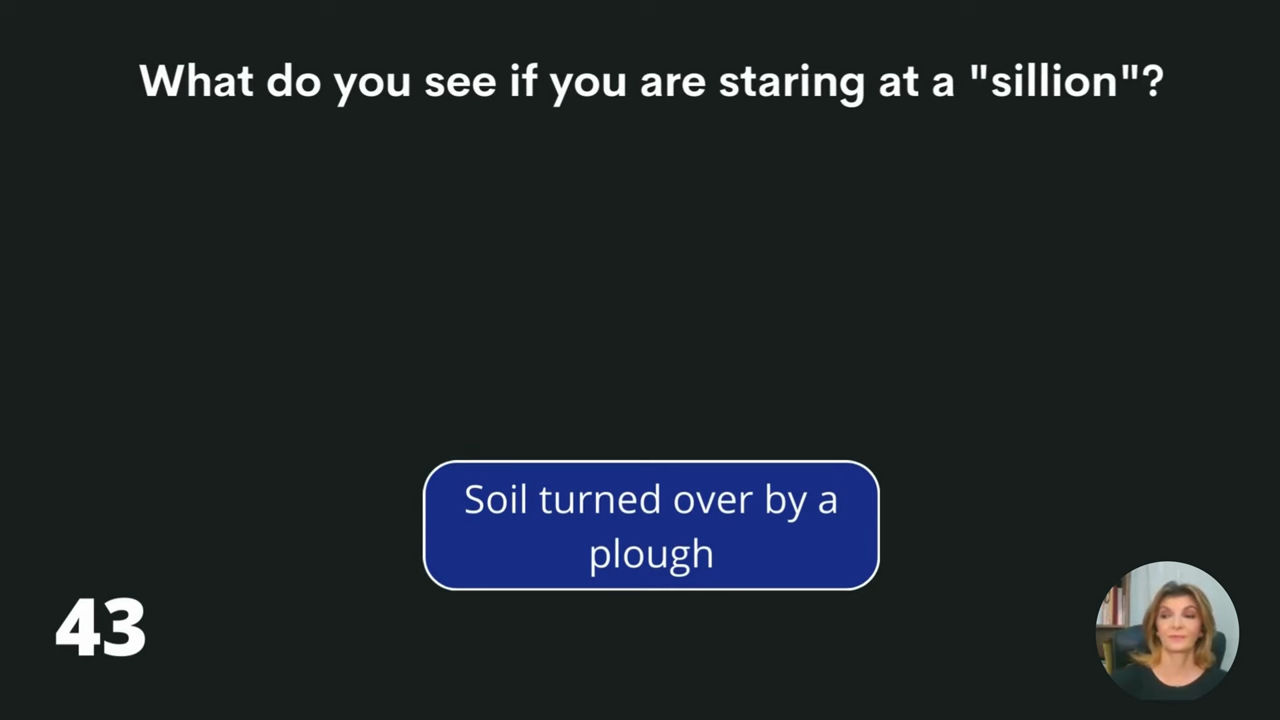 What do you see if you are staring at a "sillion"?
Soil turned over by a
plough
43